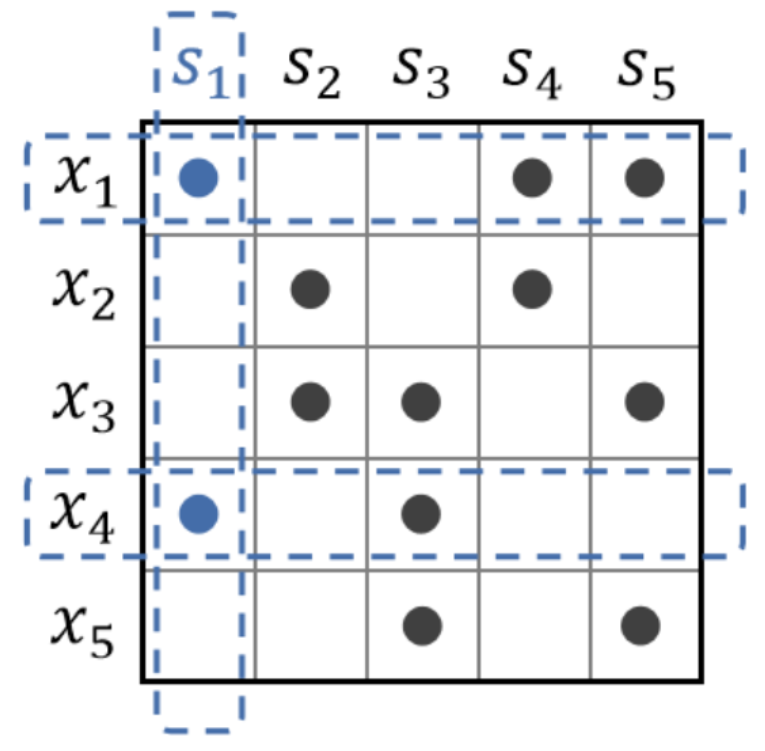 s₁ s₂ s₃ s₄ s₅
x₁
x₂
x₃
x₄
x₅